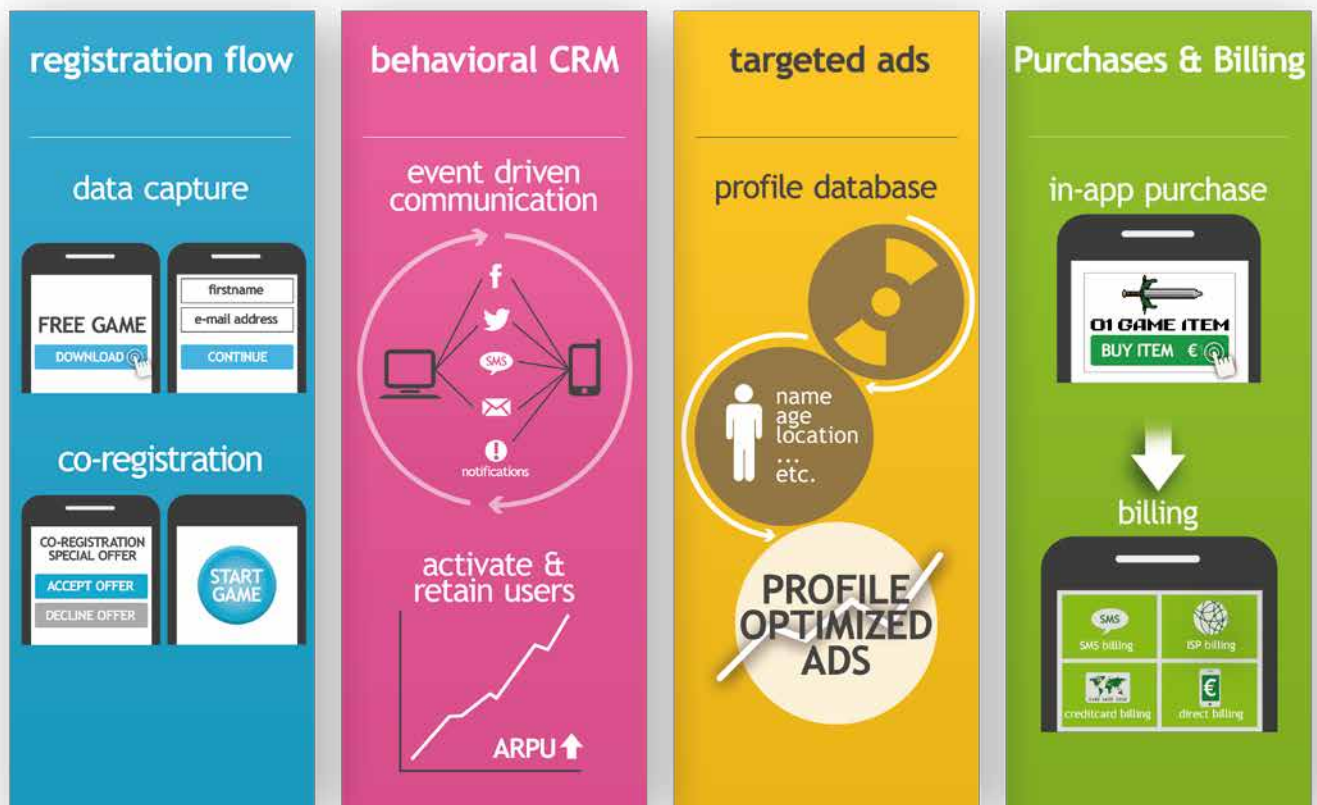 registration flow
data capture
FREE GAME
DOWNLOAD
firstname
e-mail address
CONTINUE
co-registration
CO-REGISTRATION
SPECIAL OFFER
ACCEPT OFFER
DECLINE OFFER
START
GAME
behavioral CRM
event driven
communication
f
SMS
!
notifications
activate &
retain users
ARPU
targeted ads
profile database
name
age
location
...
etc.
PROFILE
OPTIMIZED
ADS
Purchases & Billing
in-app purchase
01 GAME ITEM
BUY ITEM €
billing
SMS
SMS billing
ISP billing
creditcard billing
€
direct billing